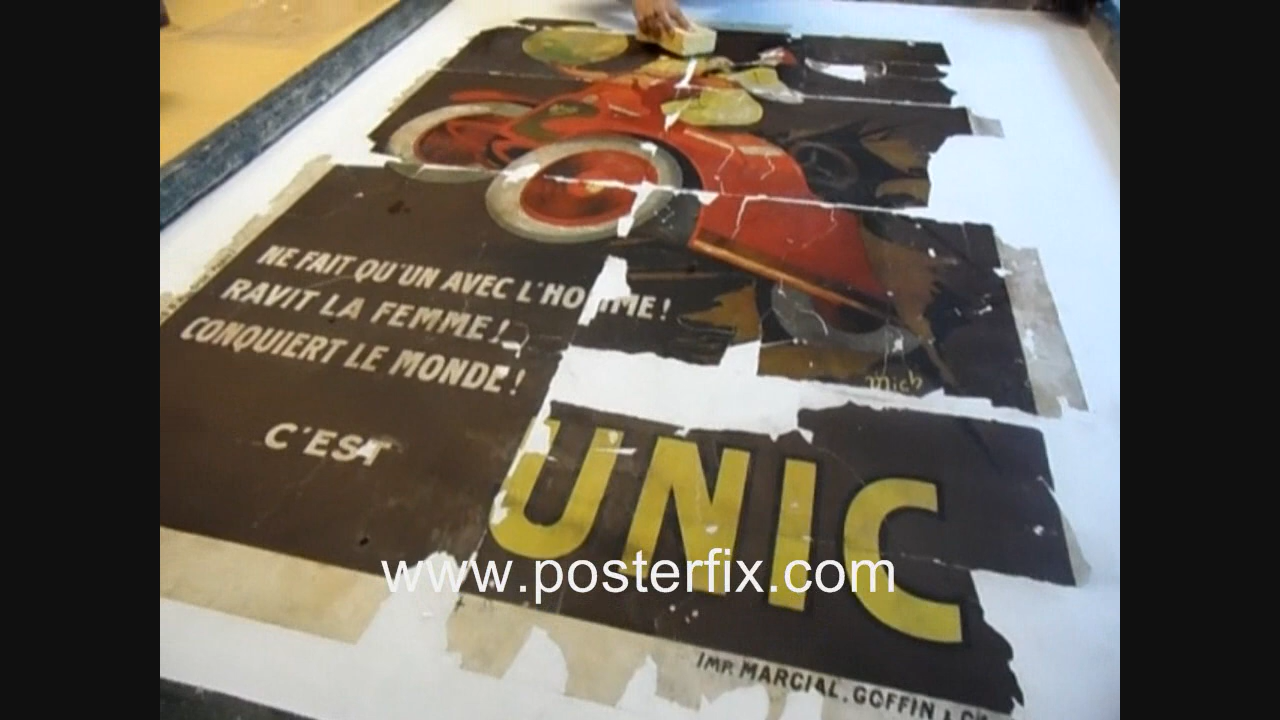 NE FAIT QU'UN AVEC L'HOMME!
RAVIT LA FEMME!
CONQUIERT LE MONDE!
Mich
C'EST
UNIC
www.posterfix.com
IMP. MARCIAL, GOFFIN &